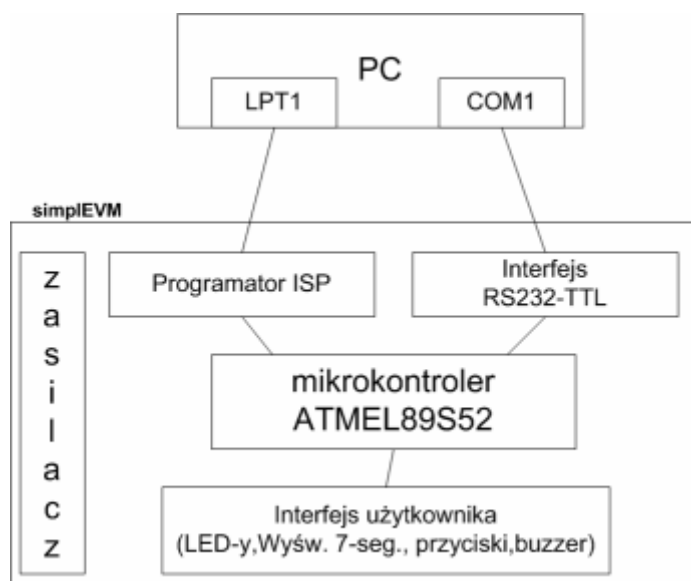 PC
LPT1
COM1
simplEVM
zasilacz
Programator ISP
Interfejs
RS232-TTL
mikrokontroler
ATMEL89S52
Interfejs użytkownika
(LED-y,Wyśw. 7-seg., przyciski,buzzer)